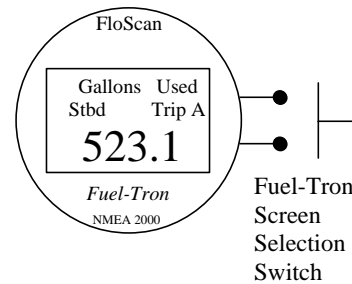 FloScan
Gallons Used
Stbd Trip A
523.1
Fuel-Tron
NMEA 2000
Fuel-Tron
Screen
Selection
Switch